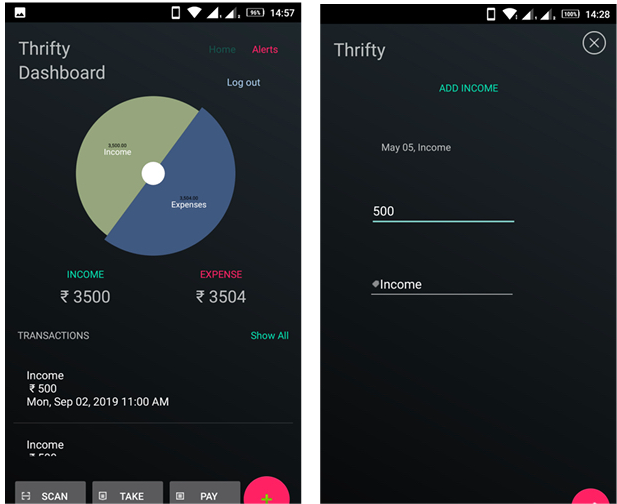 96% 14:57
Thrifty
Dashboard
Home Alerts
Log out
3,500.00
Income
3,504.00
Expenses
INCOME EXPENSE
₹ 3500 ₹ 3504
TRANSACTIONS Show All
Income
₹ 500
Mon, Sep 02, 2019 11:00 AM
Income
₹ 500
SCAN TAKE PAY +
100% 14:28
Thrifty
ADD INCOME
May 05, Income
500
Income